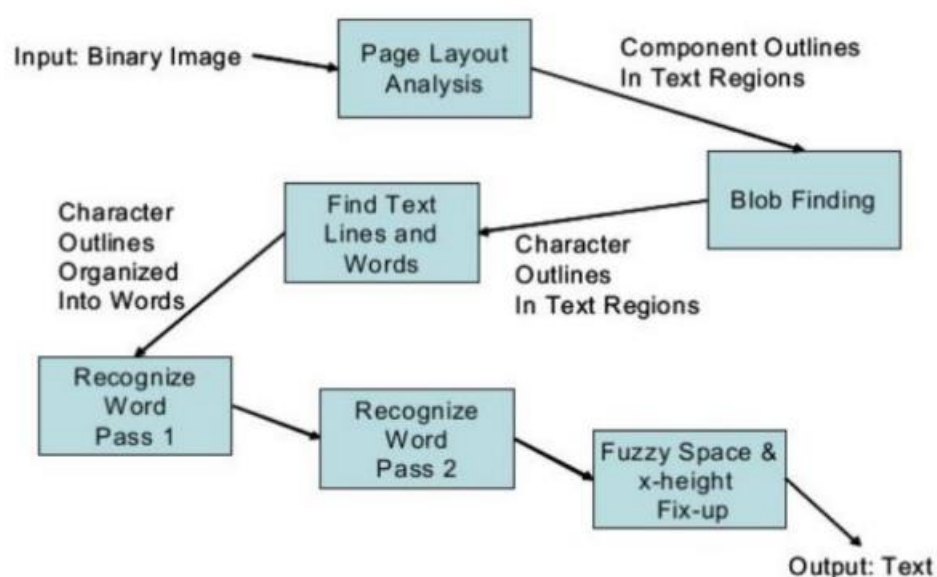 Input: Binary Image
Page Layout
Analysis
Component Outlines
In Text Regions
Blob Finding
Character
Outlines
In Text Regions
Find Text
Lines and
Words
Character
Outlines
Organized
Into Words
Recognize
Word
Pass 1
Recognize
Word
Pass 2
Fuzzy Space &
x-height
Fix-up
Output: Text